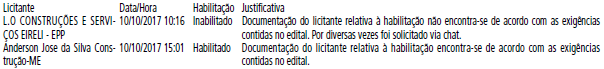 Licitante Data/Hora Habilitação Justificativa
L.O CONSTRUÇÕES E SERVI- 10/10/2017 10:16 Inabilitado Documentação do licitante relativa à habilitação não encontra-se de acordo com as exigências
ÇOS EIRELI - EPP contidas no edital. Por diversas vezes foi solicitado via chat.
Anderson Jose da Silva Cons- 10/10/2017 15:01 Habilitado Documentação do licitante relativa à habilitação encontra-se de acordo com as exigências
trução-ME contidas no edital.